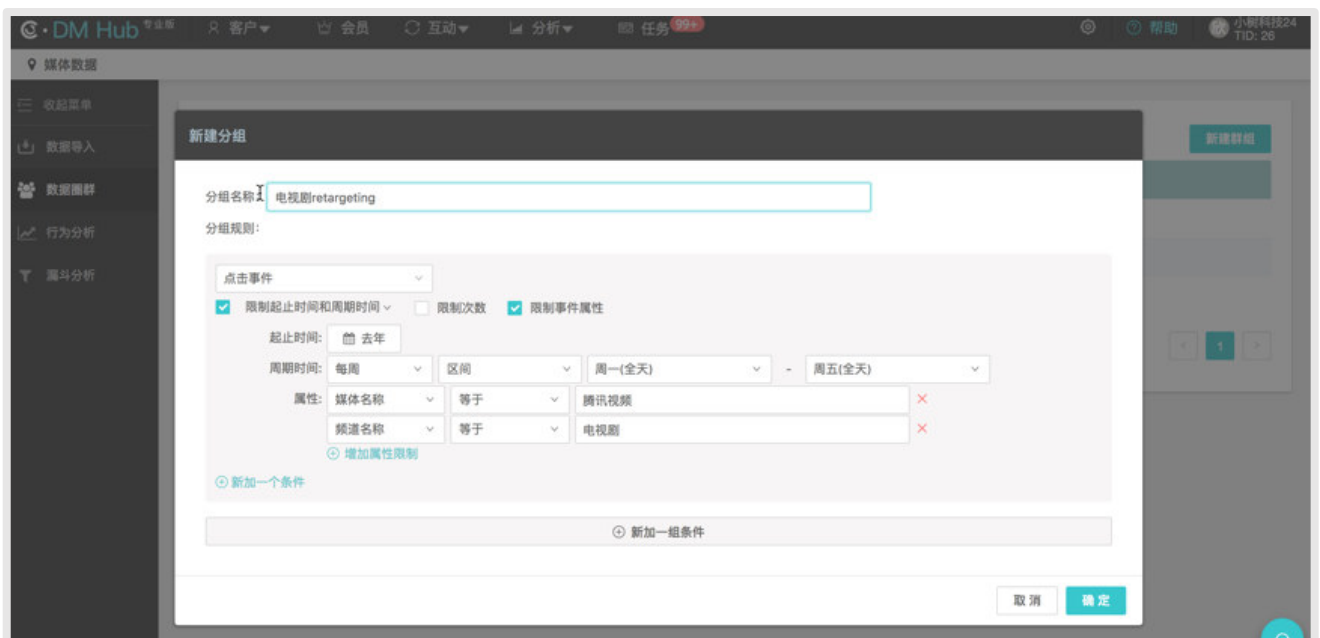 DM Hub 专业版 客户 会员 互动 分析 任务 99+ 帮助 小树科技24
TID: 26
媒体数据
收起菜单
新建分组
数据导入
新建群组
数据圈群
分组名称: 电视剧retargeting
行为分析
分组规则:
漏斗分析
点击事件
限制起止时间和周期时间 限制次数 限制事件属性
起止时间: 去年
1
周期时间: 每周 区间 周一(全天) - 周五(全天)
属性: 媒体名称 等于 腾讯视频
频道名称 等于 电视剧
增加属性限制
新加一个条件
新加一组条件
取消 确定